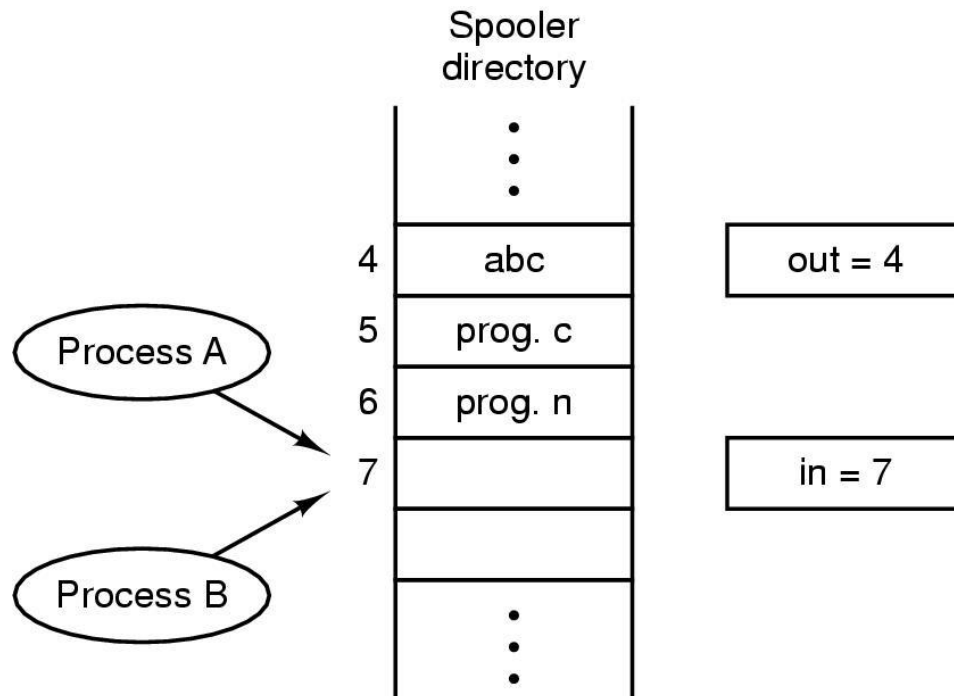 Spooler
directory
4
abc
out = 4
Process A
5
prog. c
6
prog. n
7
in = 7
Process B